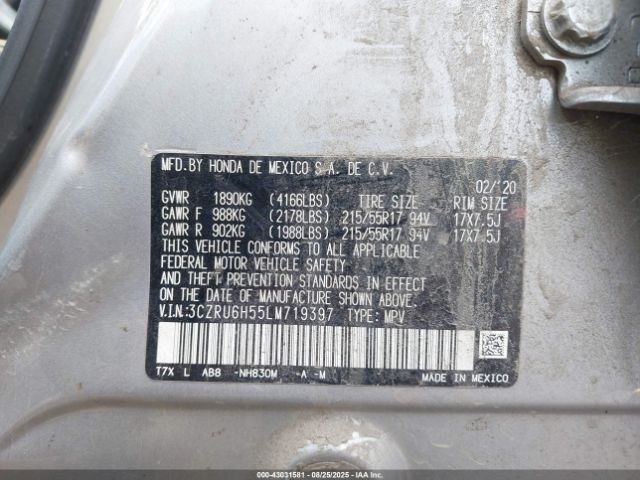 MFD.BY HONDA DE MEXICO S.A. DE C.V.
02/'20
GVWR 1890KG (4166LBS) TIRE SIZE RIM SIZE
GAWR F 988KG (2178LBS) 215/55R17 94V 17X7.5J
GAWR R 902KG (1988LBS) 215/55R17 94V 17X7.5J
THIS VEHICLE CONFORMS TO ALL APPLICABLE
FEDERAL MOTOR VEHICLE SAFETY
AND THEFT PREVENTION STANDARDS IN EFFECT
ON THE DATE OF MANUFACTURE SHOWN ABOVE.
V.I.N:3CZRU6H55LM719397 TYPE: MPV
T7X L AB8 -NH830M -A -M
MADE IN MEXICO
000-43031581 - 08/25/2025 - IAAI.COM - COPART